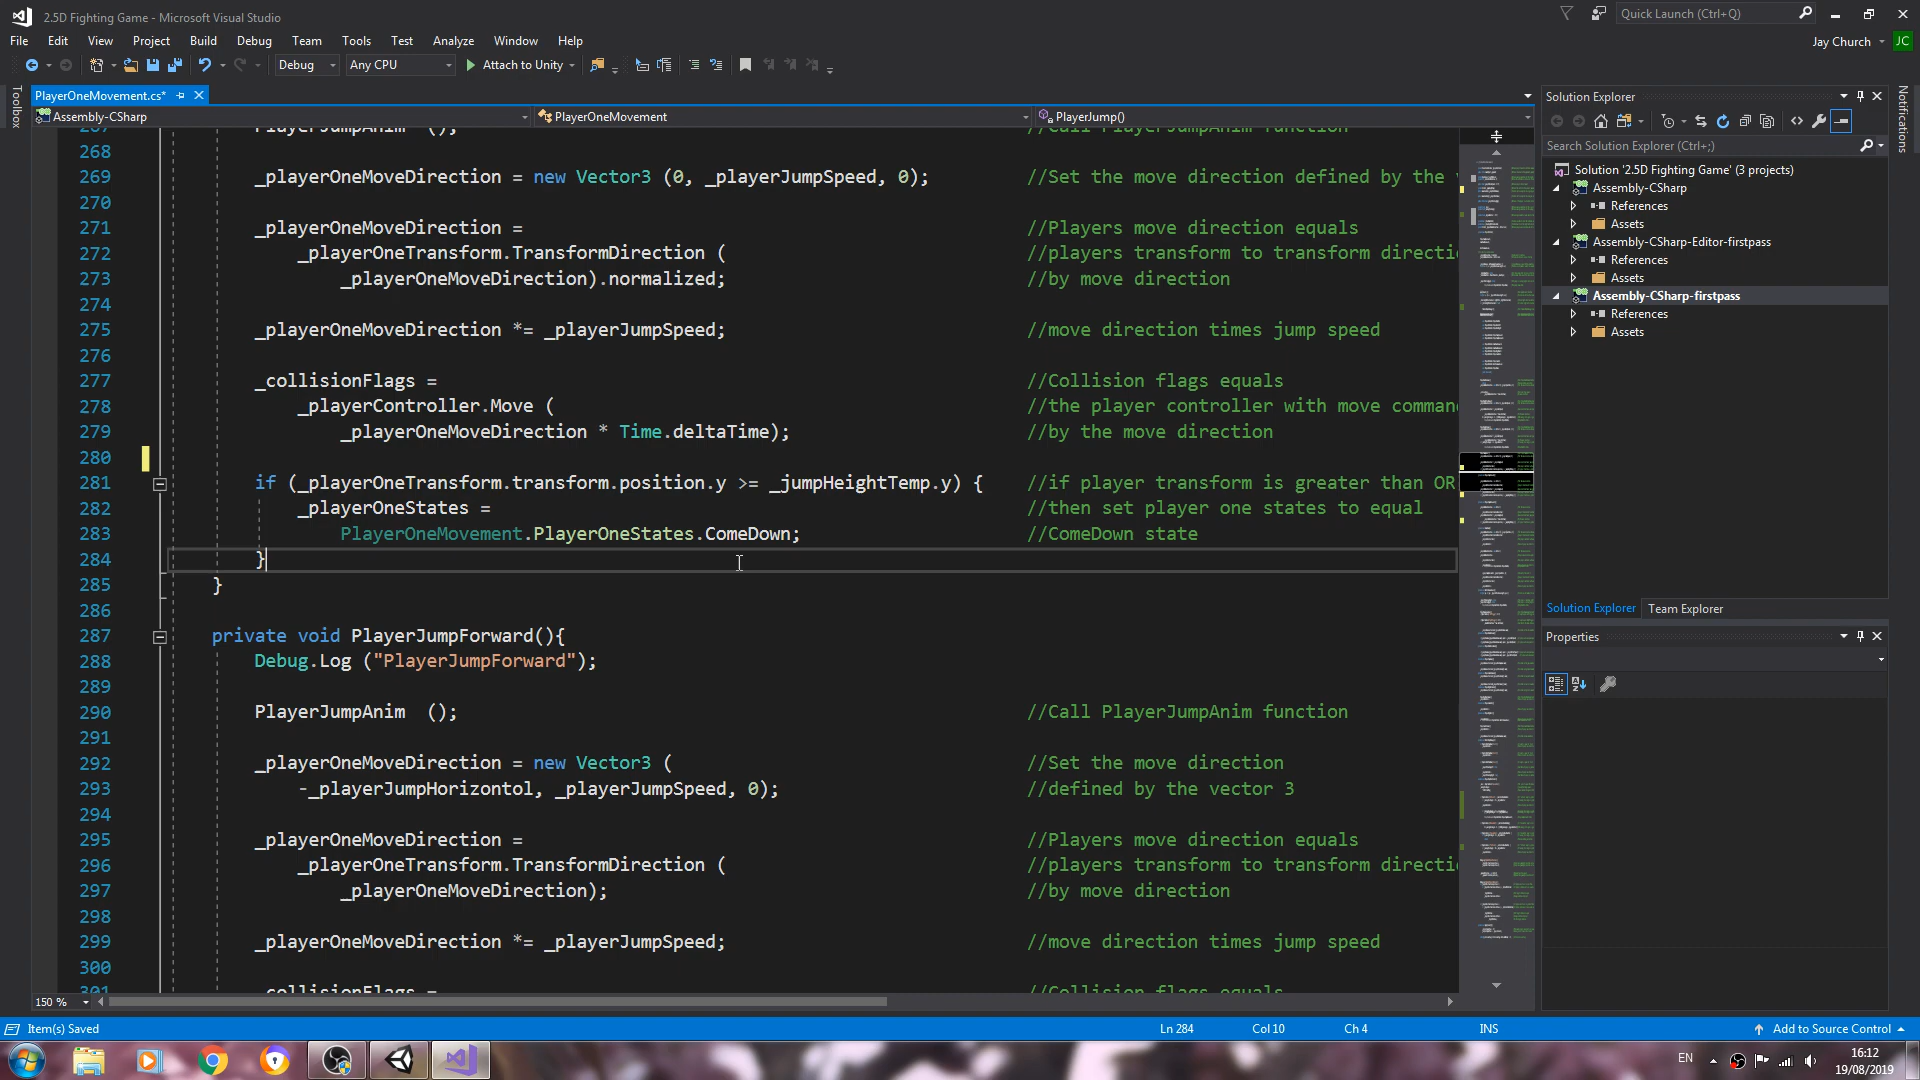 2.5D Fighting Game - Microsoft Visual Studio
Quick Launch (Ctrl+Q)
File Edit View Project Build Debug Team Tools Test Analyze Window Help
Jay Church JC
Debug Any CPU Attach to Unity
Toolbox
PlayerOneMovement.cs*
Assembly-CSharp PlayerOneMovement PlayerJump()
267 PlayerJumpAnim (); //Call PlayerJumpAnim function
268
269 _playerOneMoveDirection = new Vector3 (0, _playerJumpSpeed, 0); //Set the move direction defined by the
270
271 _playerOneMoveDirection = //Players move direction equals
272 _playerOneTransform.TransformDirection ( //players transform to transform directi
273 _playerOneMoveDirection).normalized; //by move direction
274
275 _playerOneMoveDirection *= _playerJumpSpeed; //move direction times jump speed
276
277 _collisionFlags = //Collision flags equals
278 _playerController.Move ( //the player controller with move comman
279 _playerOneMoveDirection * Time.deltaTime); //by the move direction
280
281 if (_playerOneTransform.transform.position.y >= _jumpHeightTemp.y) { //if player transform is greater than OR
282 _playerOneStates = //then set player one states to equal
283 PlayerOneMovement.PlayerOneStates.ComeDown; //ComeDown state
284 }
285 }
286
287 private void PlayerJumpForward(){
288 Debug.Log ("PlayerJumpForward");
289
290 PlayerJumpAnim (); //Call PlayerJumpAnim function
291
292 _playerOneMoveDirection = new Vector3 ( //Set the move direction
293 -_playerJumpHorizontol, _playerJumpSpeed, 0); //defined by the vector 3
294
295 _playerOneMoveDirection = //Players move direction equals
296 _playerOneTransform.TransformDirection ( //players transform to transform directi
297 _playerOneMoveDirection); //by move direction
298
299 _playerOneMoveDirection *= _playerJumpSpeed; //move direction times jump speed
300
301 _collisionFlags = //Collision flags equals
150 %
Solution Explorer
Search Solution Explorer (Ctrl+;)
Solution '2.5D Fighting Game' (3 projects)
Assembly-CSharp
References
Assets
Assembly-CSharp-Editor-firstpass
References
Assets
Assembly-CSharp-firstpass
References
Assets
Solution Explorer Team Explorer
Properties
Notifications
Item(s) Saved Ln 284 Col 10 Ch 4 INS Add to Source Control
EN 16:12
19/08/2019